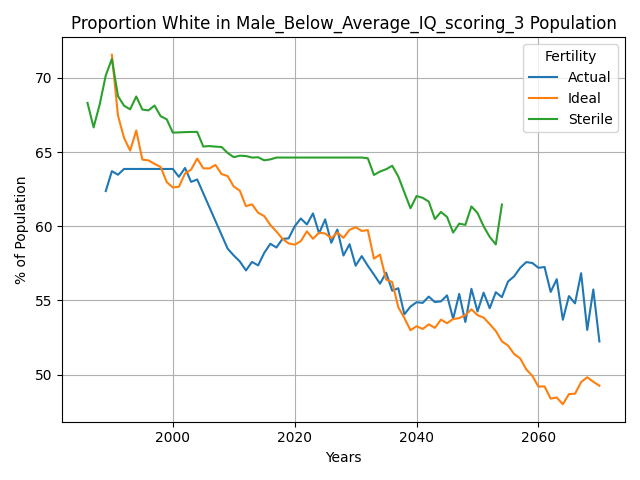 Proportion White in Male_Below_Average_IQ_scoring_3 Population
Fertility
Actual
Ideal
Sterile
% of Population
70
65
60
55
50
2000
2020
2040
2060
Years